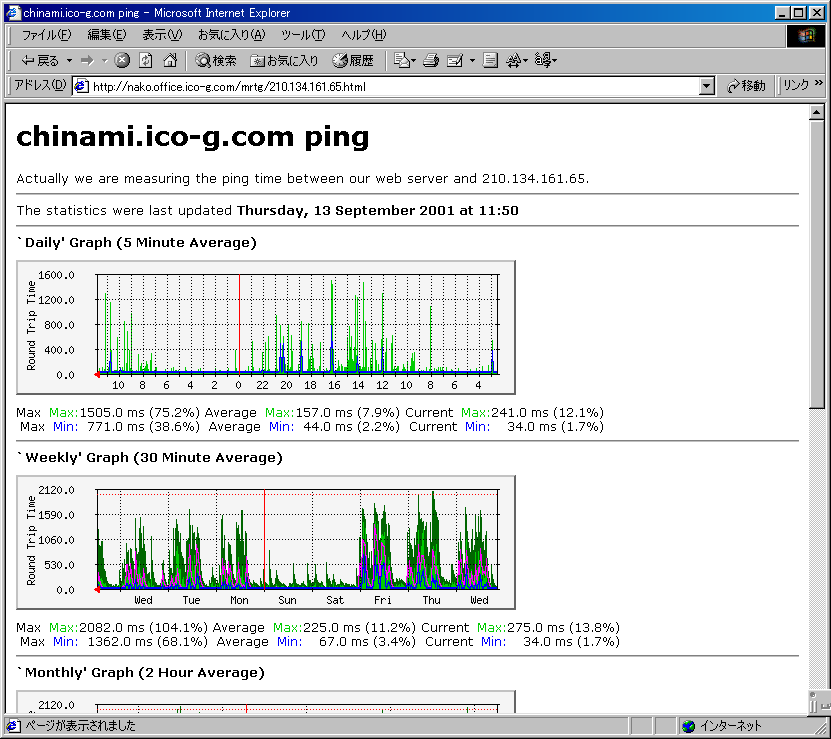 chinami.ico-g.com ping - Microsoft Internet Explorer
ファイル(F) 編集(E) 表示(V) お気に入り(A) ツール(T) ヘルプ(H)
戻る 検索 お気に入り 履歴
アドレス(D) http://nako.office.ico-g.com/mrtg/210.134.161.65.html 移動 リンク »
chinami.ico-g.com ping
Actually we are measuring the ping time between our web server and 210.134.161.65.
The statistics were last updated Thursday, 13 September 2001 at 11:50
`Daily' Graph (5 Minute Average)
Round Trip Time
1600.0
1200.0
800.0
400.0
0.0
10 8 6 4 2 0 22 20 18 16 14 12 10 8 6 4
Max Max:1505.0 ms (75.2%) Average Max:157.0 ms (7.9%) Current Max:241.0 ms (12.1%)
Max Min: 771.0 ms (38.6%) Average Min: 44.0 ms (2.2%) Current Min: 34.0 ms (1.7%)
`Weekly' Graph (30 Minute Average)
Round Trip Time
2120.0
1590.0
1060.0
530.0
0.0
Wed Tue Mon Sun Sat Fri Thu Wed
Max Max:2082.0 ms (104.1%) Average Max:225.0 ms (11.2%) Current Max:275.0 ms (13.8%)
Max Min: 1362.0 ms (68.1%) Average Min: 67.0 ms (3.4%) Current Min: 34.0 ms (1.7%)
`Monthly' Graph (2 Hour Average)
2120.0
ページが表示されました インターネット